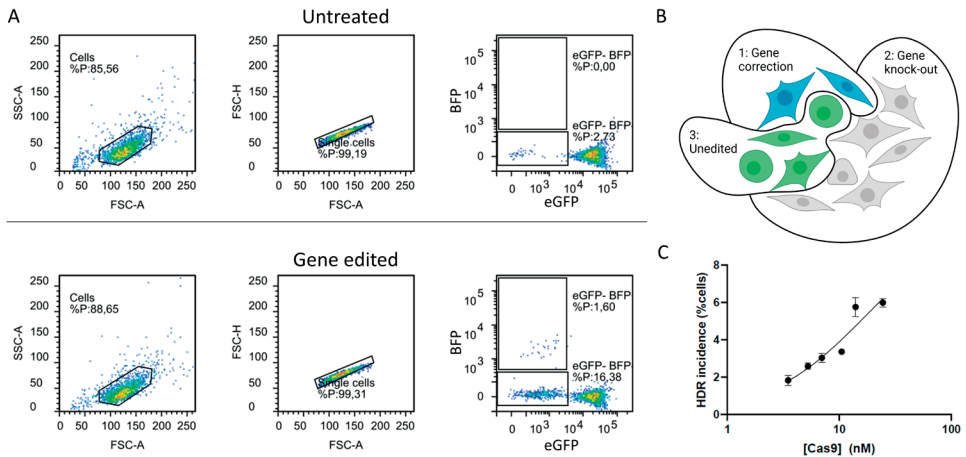 A
Untreated
B
250
200
150
100
50
0
SSC-A
Cells
%P:85,56
0 50 100 150 200 250
FSC-A
250
200
150
100
50
0
FSC-H
Single cells
%P:99,19
0 50 100 150 200 250
FSC-A
10^5
10^4
10^3
0
BFP
eGFP- BFP
%P:0,00
eGFP- BFP-
%P:2,73
0 10^3 10^4 10^5
eGFP
1: Gene
correction
2: Gene
knock-out
3:
Unedited
Gene edited
250
200
150
100
50
0
SSC-A
Cells
%P:88,65
0 50 100 150 200 250
FSC-A
250
200
150
100
50
0
FSC-H
Single cells
%P:99,31
0 50 100 150 200 250
FSC-A
10^5
10^4
10^3
0
BFP
eGFP- BFP
%P:1,60
eGFP- BFP-
%P:16,38
0 10^3 10^4 10^5
eGFP
C
8
6
4
2
0
HDR incidence (%cells)
1 10 100
[Cas9] (nM)